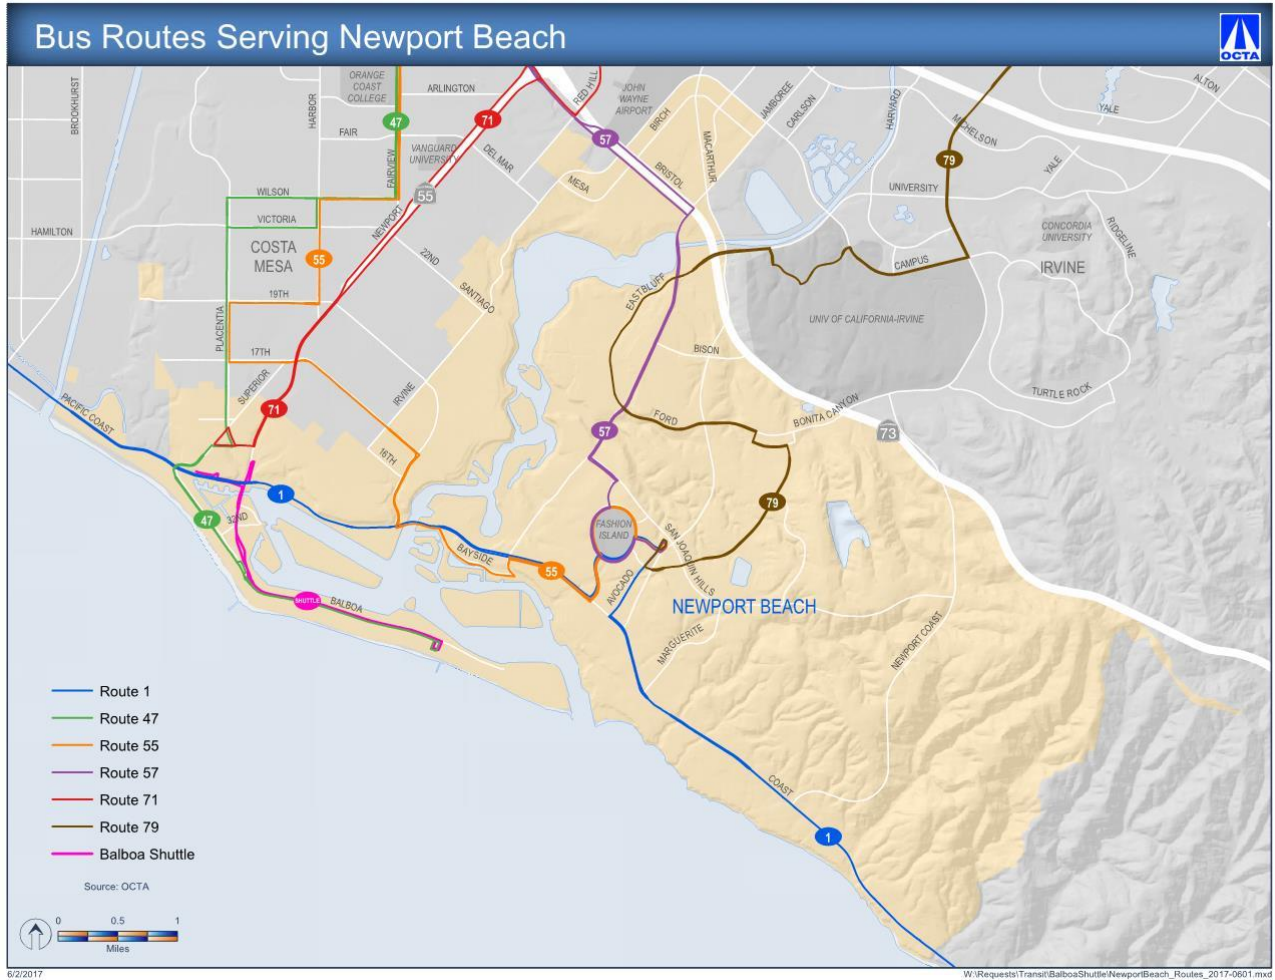 Bus Routes Serving Newport Beach
OCTA
ORANGE
COAST
COLLEGE
ARLINGTON
RED HILL
JOHN
WAYNE
AIRPORT
BROOKHURST
HARBOR
FAIR
47
FAIRVIEW
71
VANGUARD
UNIVERSITY
DEL MAR
57
BIRCH
MACARTHUR
JAMBOREE
CARLSON
HARVARD
MICHELSON
YALE
ALTON
YALE
79
BRISTOL
MESA
55
WILSON
VICTORIA
NEWPORT
UNIVERSITY
HAMILTON
COSTA
MESA
55
22ND
SANTIAGO
19TH
PLACENTIA
17TH
SUPERIOR
IRVINE
16TH
71
EASTBLUFF
CAMPUS
CONCORDIA
UNIVERSITY
RIDGELINE
IRVINE
UNIV OF CALIFORNIA-IRVINE
BISON
TURTLE ROCK
FORD
BONITA CANYON
73
57
PACIFIC COAST
1
47
32ND
79
FASHION
ISLAND
SAN JOAQUIN HILLS
BAYSIDE
55
AVOCADO
SHUTTLE
BALBOA
NEWPORT BEACH
MARGUERITE
NEWPORT COAST
COAST
1
Route 1
Route 47
Route 55
Route 57
Route 71
Route 79
Balboa Shuttle
Source: OCTA
0 0.5 1
Miles
6/2/2017
W:\Requests\Transit\BalboaShuttle\NewportBeach_Routes_2017-0601.mxd